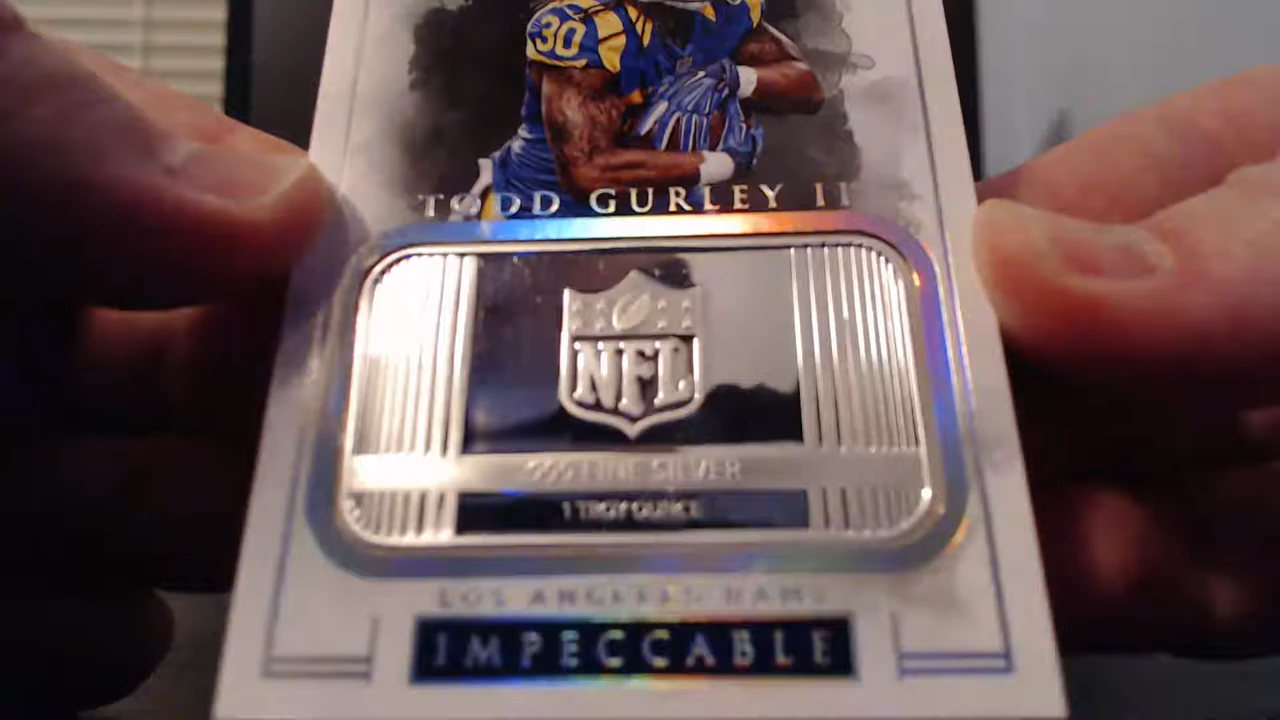 30
TODD GURLEY II
NFL
999 FINE SILVER
1 TROY OUNCE
LOS ANGELES RAMS
IMPECCABLE